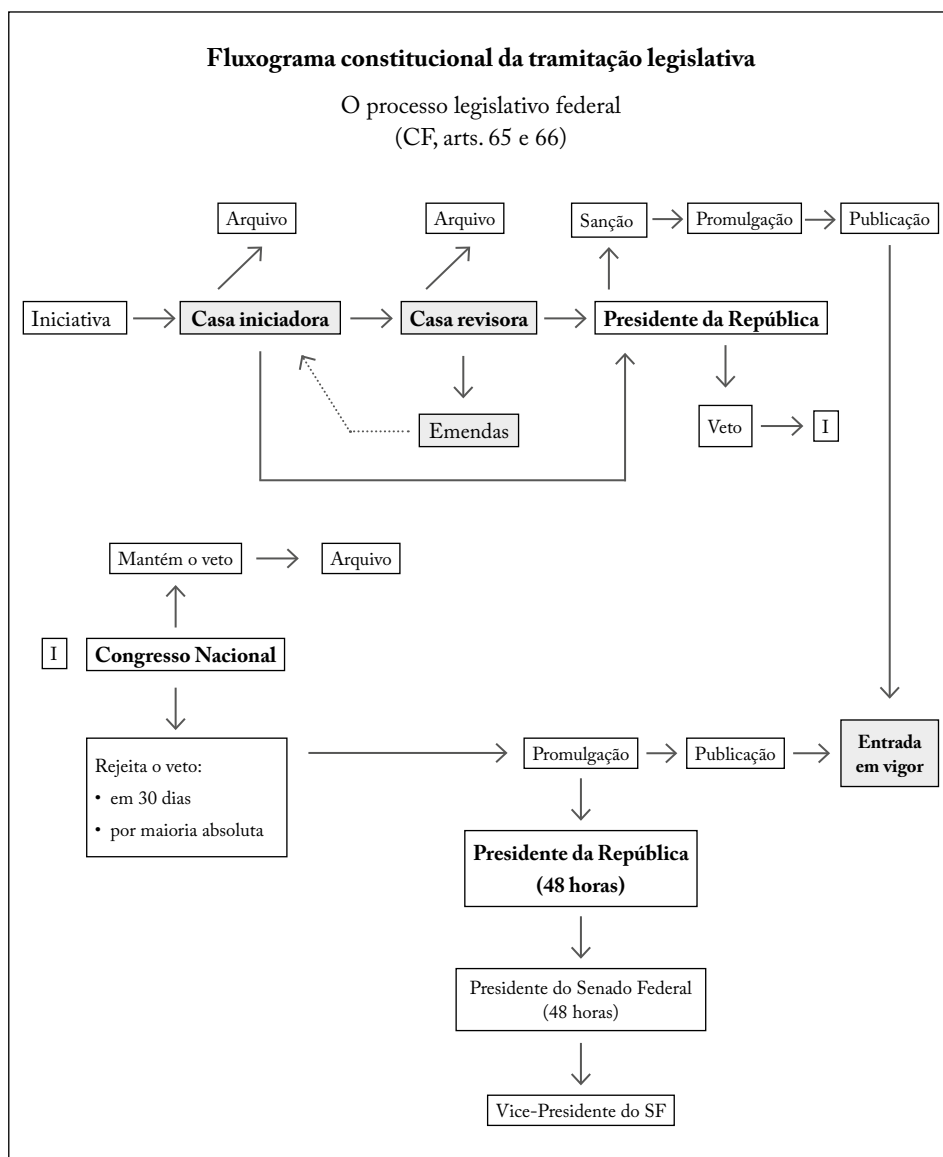 Fluxograma constitucional da tramitação legislativa
O processo legislativo federal
(CF, arts. 65 e 66)
Arquivo
Arquivo
Sanção
Promulgação
Publicação
Iniciativa
Casa iniciadora
Casa revisora
Presidente da República
Emendas
Veto
I
Mantém o veto
Arquivo
I
Congresso Nacional
Rejeita o veto:
• em 30 dias
• por maioria absoluta
Promulgação
Publicação
Entrada
em vigor
Presidente da República
(48 horas)
Presidente do Senado Federal
(48 horas)
Vice-Presidente do SF